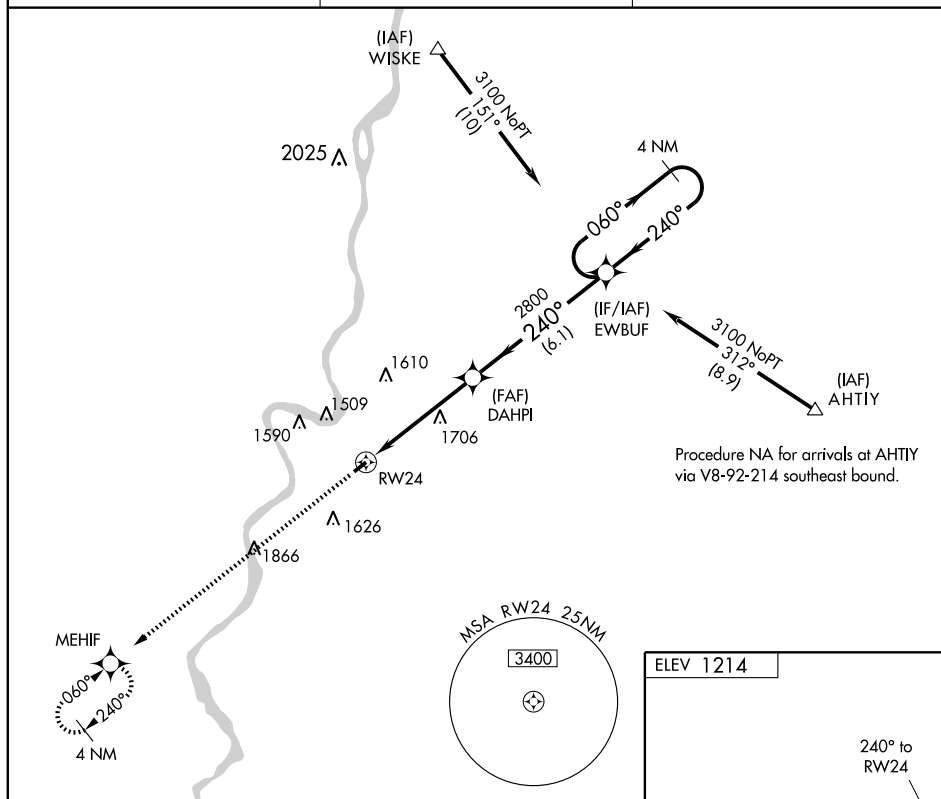 (IAF)
WISKE
3100 NoPT
151°
(10)
2025
4 NM
060°
240°
(IF/IAF)
EWBUF
2800
240°
(6.1)
3100 NoPT
312°
(8.9)
(IAF)
AHTIY
1610
(FAF)
DAHPI
1509
1590
1706
Procedure NA for arrivals at AHTIY
via V8-92-214 southeast bound.
RW24
1626
1866
MEHIF
060°
240°
4 NM
MSA RW24 25NM
3400
ELEV 1214
240° to
RW24